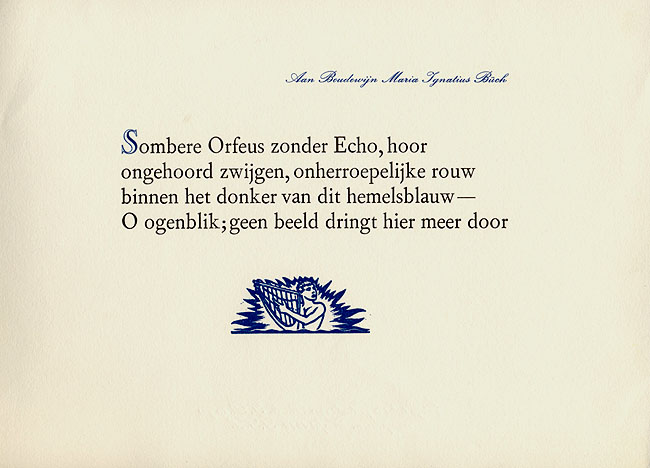 Aan Boudewijn Maria Ignatius Büch
Sombere Orfeus zonder Echo, hoor
ongehoord zwijgen, onherroepelijke rouw
binnen het donker van dit hemelsblauw—
O ogenblik; geen beeld dringt hier meer door